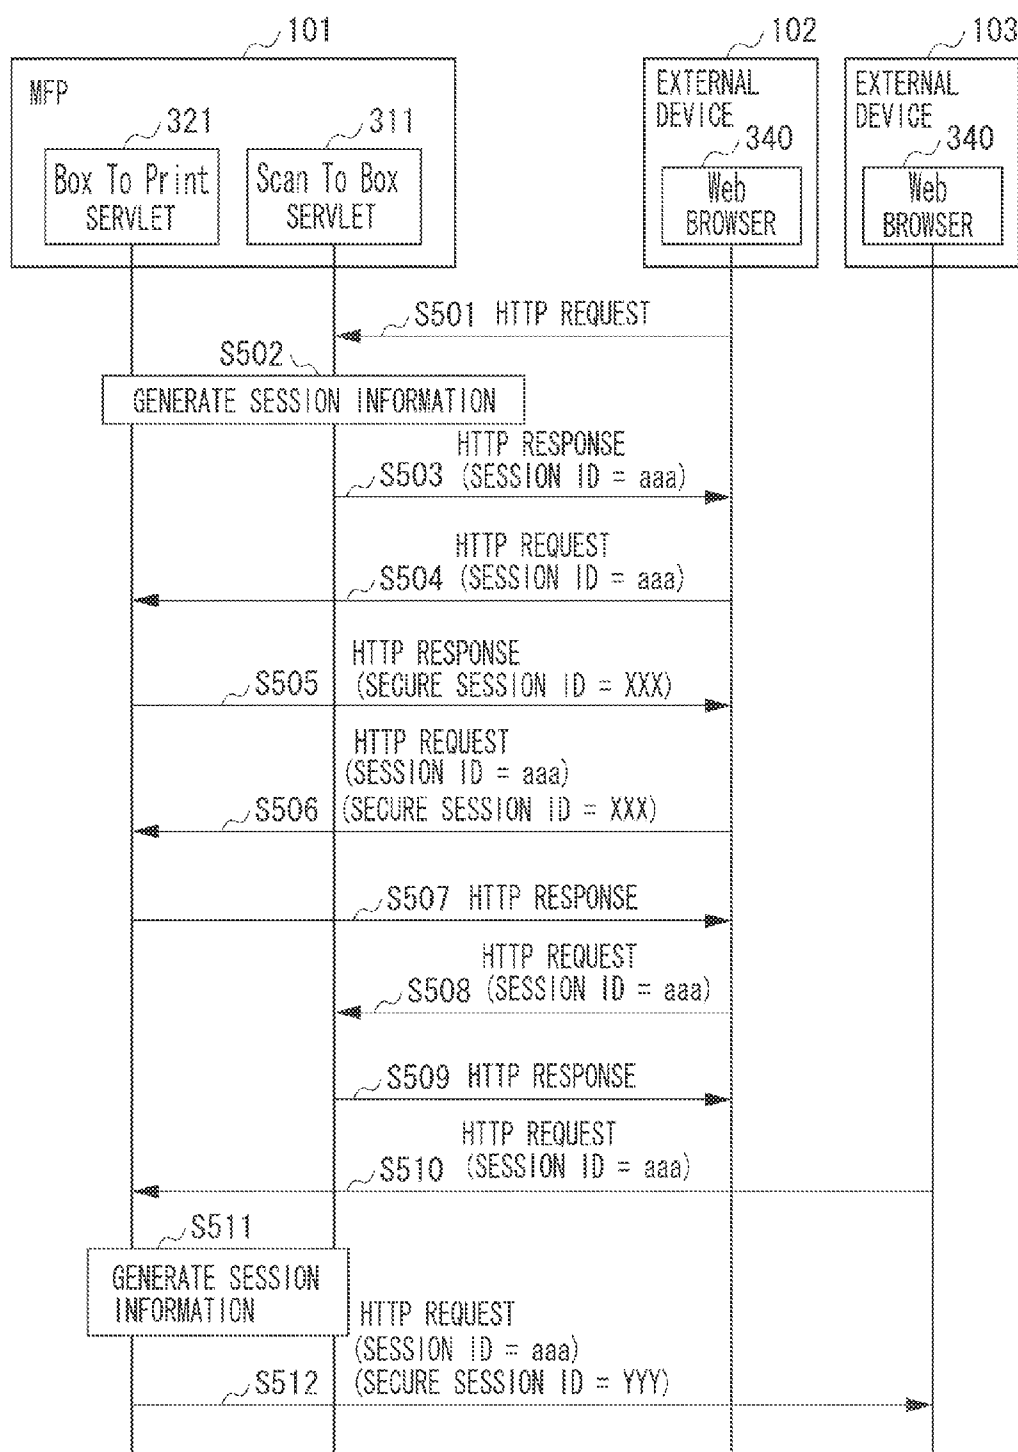 101
102
103
MFP
EXTERNAL
DEVICE
EXTERNAL
DEVICE
321
311
340
340
Box To Print
SERVLET
Scan To Box
SERVLET
Web
BROWSER
Web
BROWSER
S501 HTTP REQUEST
S502
GENERATE SESSION INFORMATION
HTTP RESPONSE
S503 (SESSION ID = aaa)
HTTP REQUEST
S504 (SESSION ID = aaa)
HTTP RESPONSE
S505 (SECURE SESSION ID = XXX)
HTTP REQUEST
(SESSION ID = aaa)
S506 (SECURE SESSION ID = XXX)
S507 HTTP RESPONSE
HTTP REQUEST
S508 (SESSION ID = aaa)
S509 HTTP RESPONSE
HTTP REQUEST
S510 (SESSION ID = aaa)
S511
GENERATE SESSION
INFORMATION
HTTP REQUEST
(SESSION ID = aaa)
S512 (SECURE SESSION ID = YYY)